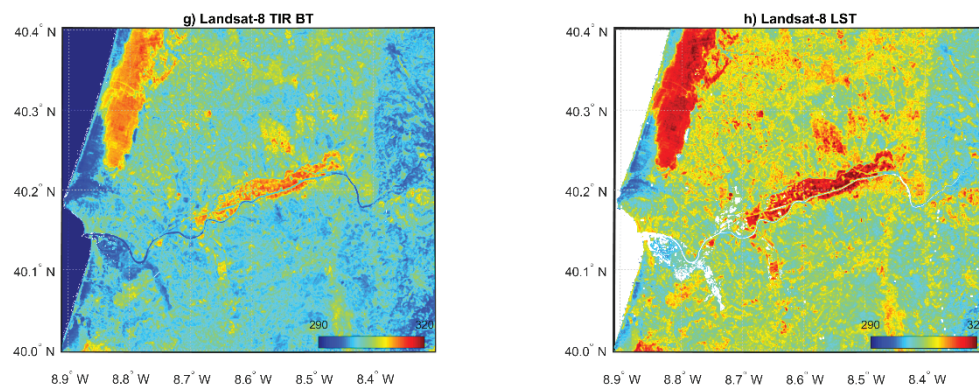 g) Landsat-8 TIR BT
40.4° N
40.3° N
40.2° N
40.1° N
40.0° N
290
320
8.9° W
8.8° W
8.7° W
8.6° W
8.5° W
8.4° W
h) Landsat-8 LST
40.4° N
40.3° N
40.2° N
40.1° N
40.0° N
290
32
8.9° W
8.8° W
8.7° W
8.6° W
8.5° W
8.4° W